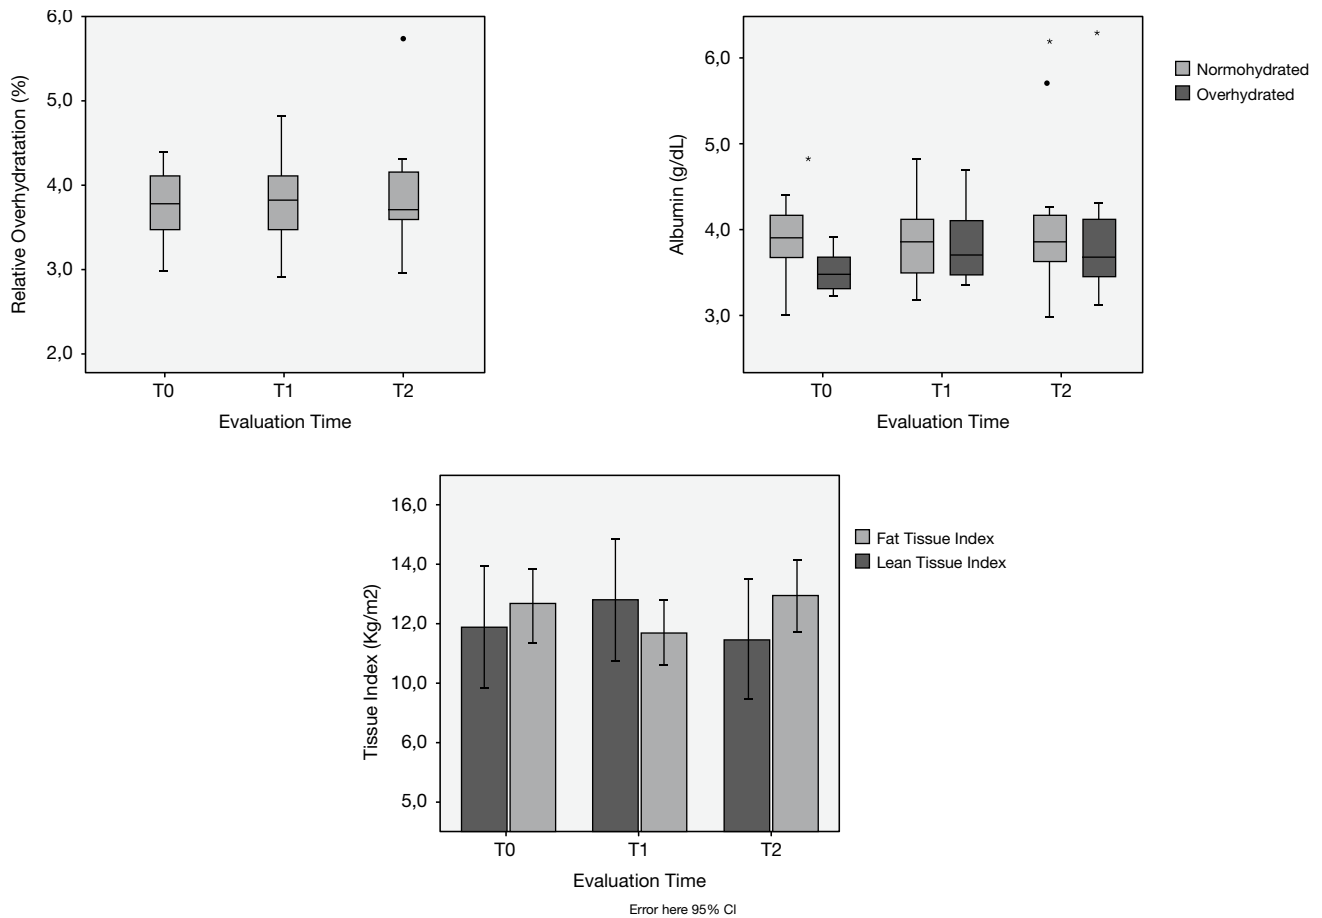 Relative Overhydratation (%)
6,0
5,0
4,0
3,0
2,0
T0 T1 T2
Evaluation Time
Albumin (g/dL)
6,0
5,0
4,0
3,0
T0 T1 T2
Evaluation Time
Normohydrated
Overhydrated
Tissue Index (Kg/m2)
16,0
14,0
12,0
10,0
6,0
5,0
T0 T1 T2
Evaluation Time
Error here 95% CI
Fat Tissue Index
Lean Tissue Index